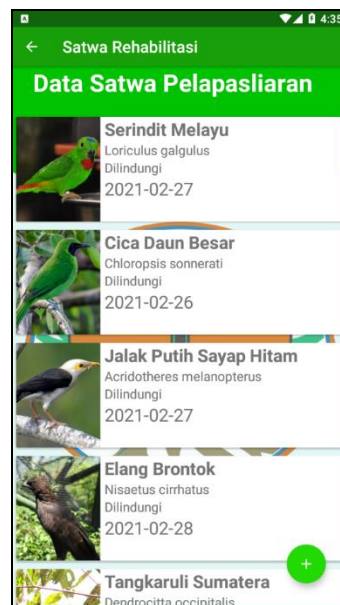 4:35
Satwa Rehabilitasi
Data Satwa Pelapasliaran
Serindit Melayu
Loriculus galgulus
Dilindungi
2021-02-27
Cica Daun Besar
Chloropsis sonnerati
Dilindungi
2021-02-26
Jalak Putih Sayap Hitam
Acridotheres melanopterus
Dilindungi
2021-02-27
Elang Brontok
Nisaetus cirrhatus
Dilindungi
2021-02-28
Tangkaruli Sumatera
Dendrocitta occipitalis